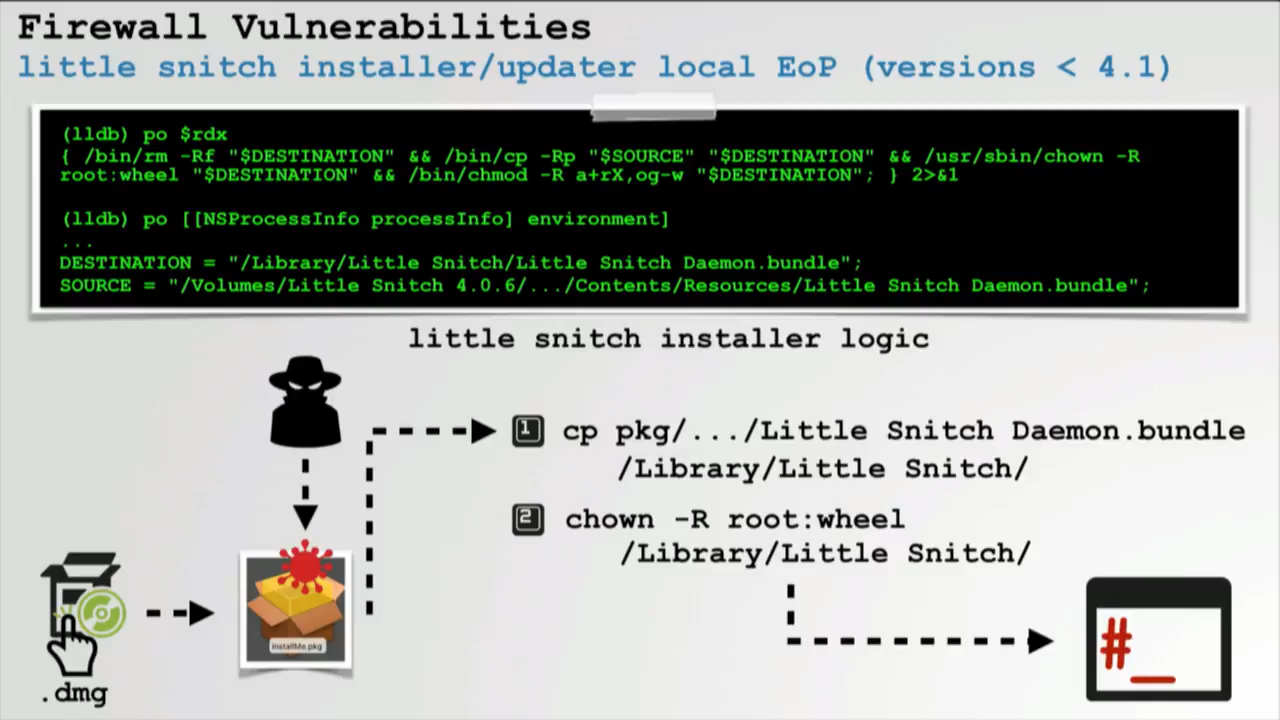 Firewall Vulnerabilities
little snitch installer/updater local EoP (versions < 4.1)
(lldb) po $rdx
{ /bin/rm -Rf "$DESTINATION" && /bin/cp -Rp "$SOURCE" "$DESTINATION" && /usr/sbin/chown -R
root:wheel "$DESTINATION" && /bin/chmod -R a+rX,og-w "$DESTINATION"; } 2>&1
(lldb) po [[NSProcessInfo processInfo] environment]
...
DESTINATION = "/Library/Little Snitch/Little Snitch Daemon.bundle";
SOURCE = "/Volumes/Little Snitch 4.0.6/.../Contents/Resources/Little Snitch Daemon.bundle";
little snitch installer logic
1 cp pkg/.../Little Snitch Daemon.bundle
/Library/Little Snitch/
2 chown -R root:wheel
/Library/Little Snitch/
InstallMe.pkg
#_
.dmg